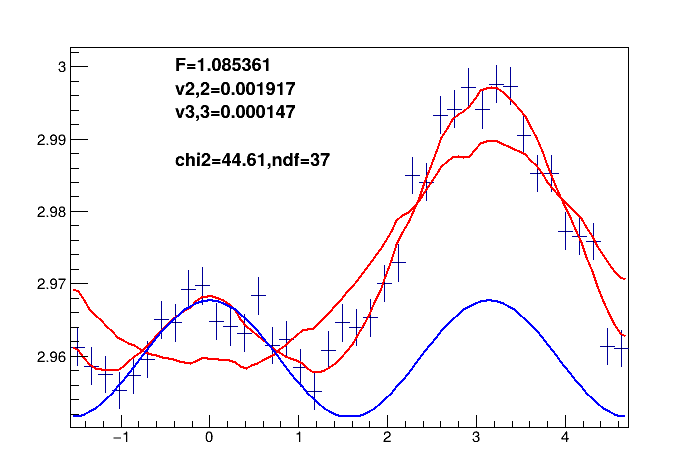 F=1.085361
v2,2=0.001917
v3,3=0.000147
chi2=44.61,ndf=37
3
2.99
2.98
2.97
2.96
−1 0 1 2 3 4